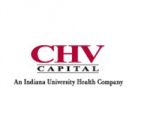 CHV
CAPITAL
An Indiana University Health Company